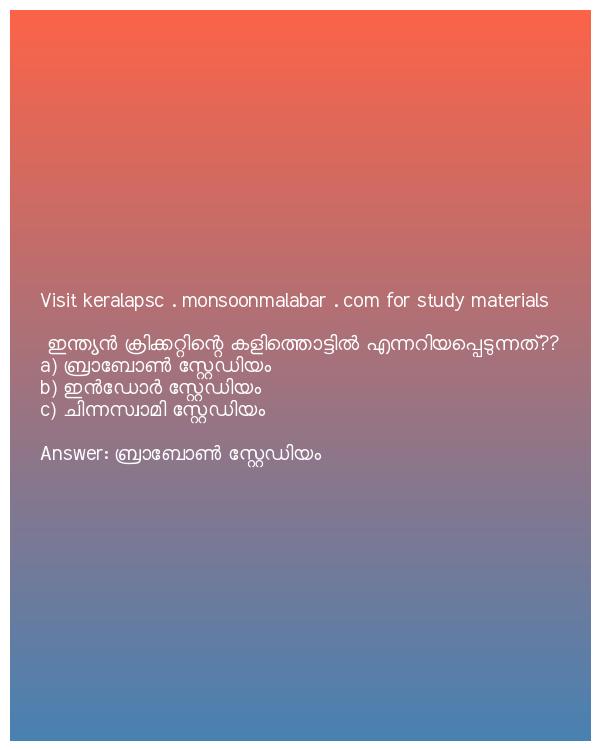 Visit keralapsc . monsoonmalabar . com for study materials
ഇന്ത്യൻ ക്രിക്കറ്റിന്റെ കളിത്തൊട്ടിൽ എന്നറിയപ്പെടുന്നത്??
a) ബ്രാബോൺ സ്റ്റേഡിയം
b) ഇൻഡോർ സ്റ്റേഡിയം
c) ചിന്നസ്വാമി സ്റ്റേഡിയം
Answer: ബ്രാബോൺ സ്റ്റേഡിയം